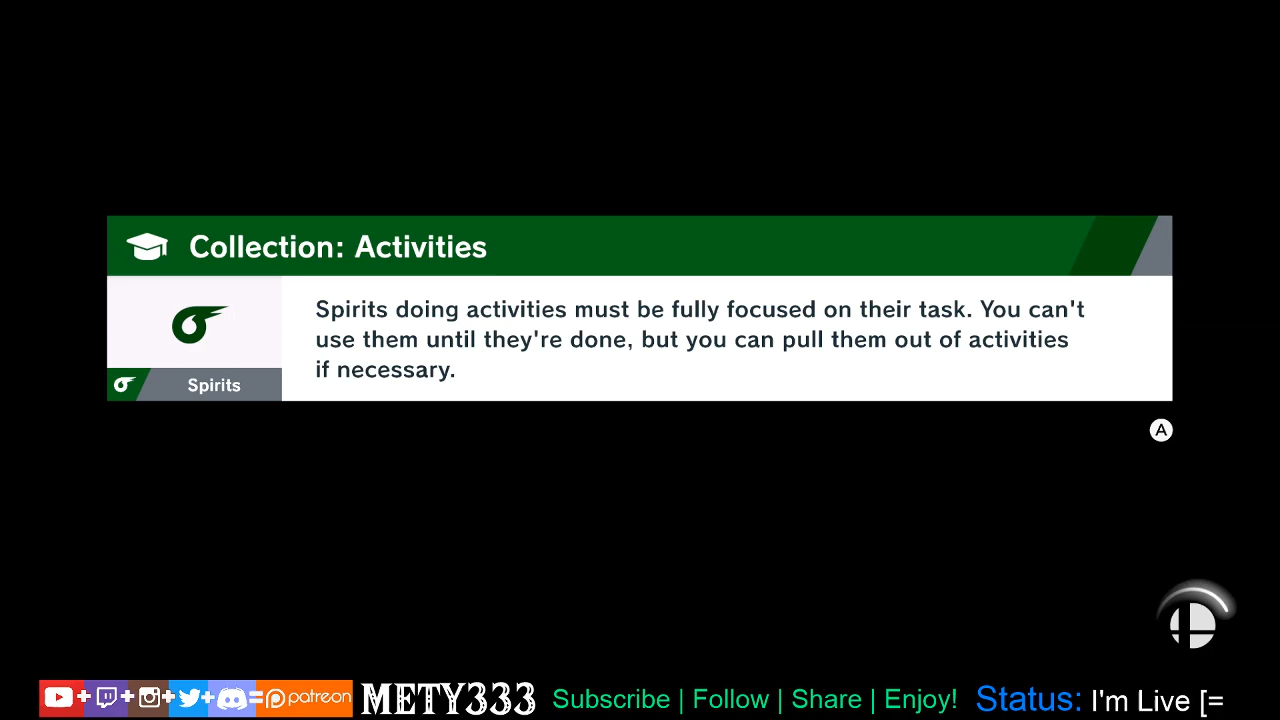 Collection: Activities
Spirits doing activities must be fully focused on their task. You can't
use them until they're done, but you can pull them out of activities
if necessary.
Spirits
A
+ + + + = patreon METY333 Subscribe | Follow | Share | Enjoy! Status: I'm Live [=